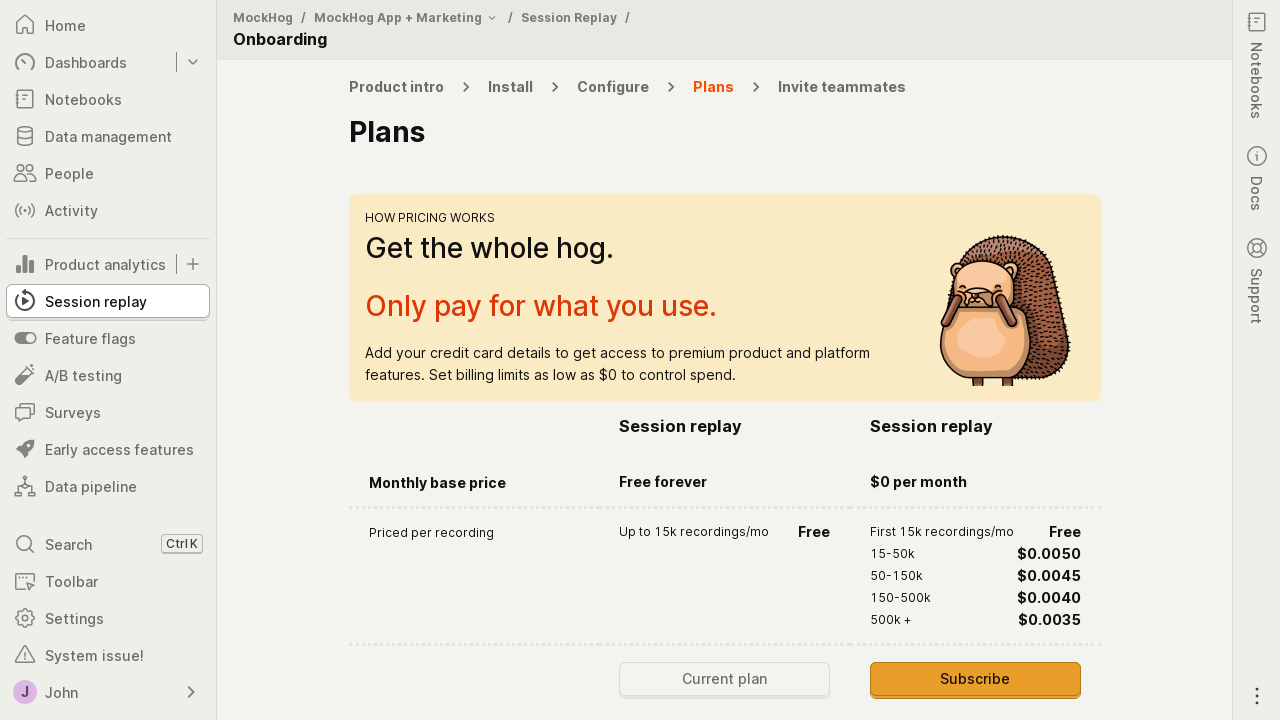 Home
Dashboards
Notebooks
Data management
People
Activity
Product analytics
Session replay
Feature flags
A/B testing
Surveys
Early access features
Data pipeline
Search Ctrl K
Toolbar
Settings
System issue!
J John
MockHog / MockHog App + Marketing / Session Replay /
Onboarding
Product intro Install Configure Plans Invite teammates
Plans
HOW PRICING WORKS
Get the whole hog.
Only pay for what you use.
Add your credit card details to get access to premium product and platform
features. Set billing limits as low as $0 to control spend.
Session replay Session replay
Monthly base price Free forever $0 per month
Priced per recording Up to 15k recordings/mo Free First 15k recordings/mo Free
15-50k $0.0050
50-150k $0.0045
150-500k $0.0040
500k + $0.0035
Current plan Subscribe
Notebooks
Docs
Support